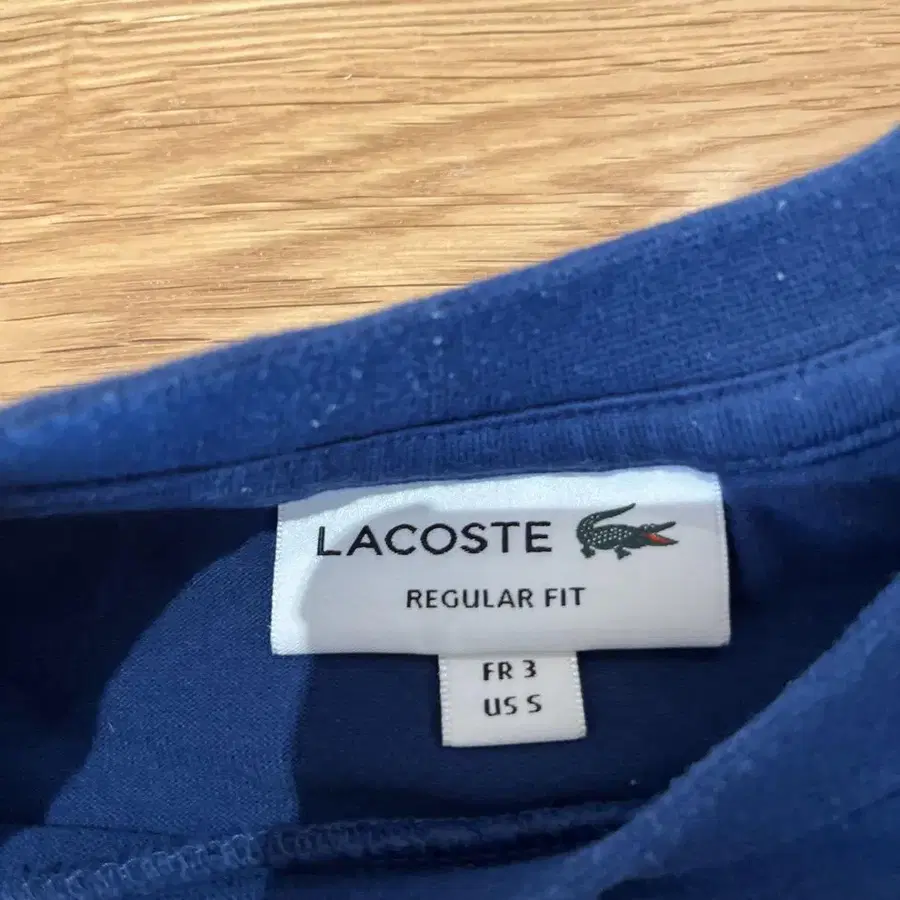 LACOSTE
REGULAR FIT
FR 3
US S